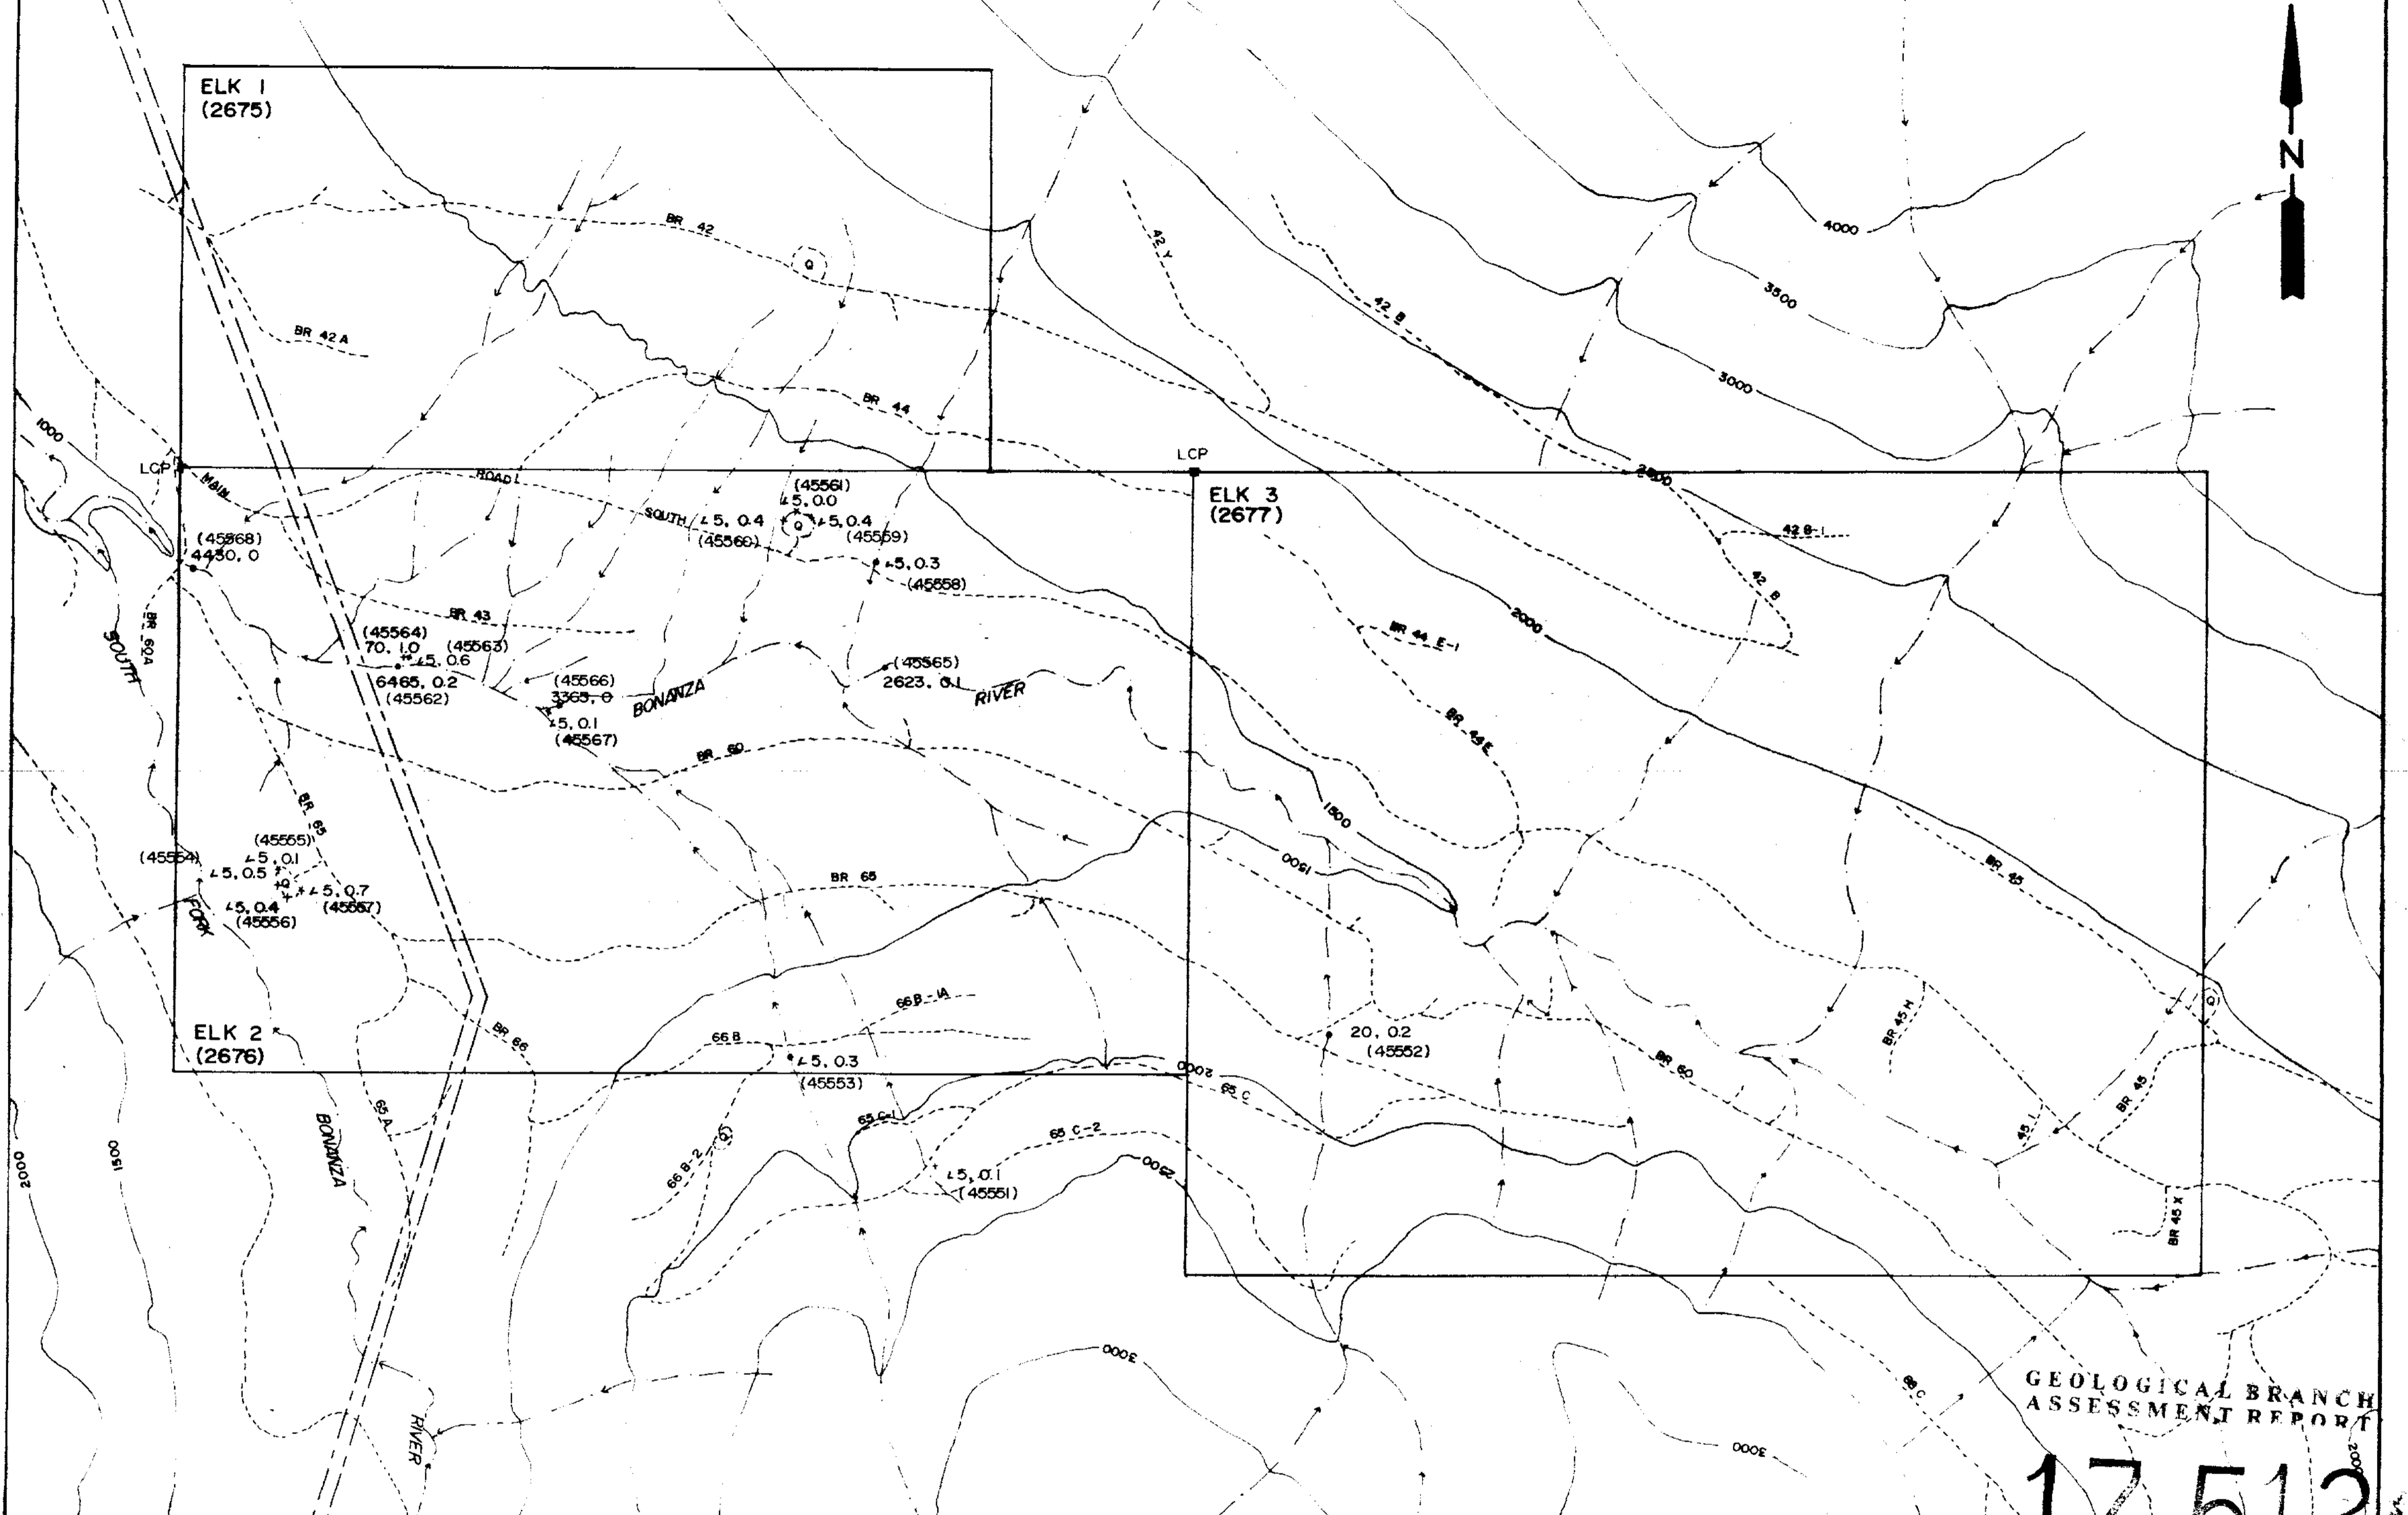 ELK 1
(2675)
N
4000
3500
3000
BR 42
Q
42 Y
42 B
BR 42 A
BR 44
1000
LCP
MAIN
ROAD
SOUTH
LCP
ELK 3
(2677)
(45561)
∠5, 0.0
∠5, 0.4
(45560)
Q
∠5, 0.4
(45559)
∠5, 0.3
(45558)
(45568)
4430, 0
42 B-1
42 B
2000
BR 43
BR 60A
SOUTH
(45564)
70, 1.0
(45563)
∠5, 0.6
6465, 0.2
(45562)
(45566)
3365, 0
∠5, 0.1
(45567)
BONANZA
(45565)
2623, 0.1
RIVER
BR 44 E-1
BR 44E
BR 60
BR 65
1500
1500
BR 45
(45555)
∠5, 0.1
(45554)
∠5, 0.5
Q
∠5, 0.7
(45557)
∠5, 0.4
(45556)
FORK
BR 65
66B-1A
66 B
BR 66
ELK 2
(2676)
∠5, 0.3
(45553)
20, 0.2
(45552)
BR 60
BR 45 H
Q
BR 45
45 I
2000
65 C
65 C-1
65 C-2
65 A
BONANZA
1500
2000
66 B-2
Q
∠5, 0.1
(45551)
2500
BR 45 X
3000
3000
RIVER
GEOLOGICAL BRANCH
ASSESSMENT REPORT
2000
17,512